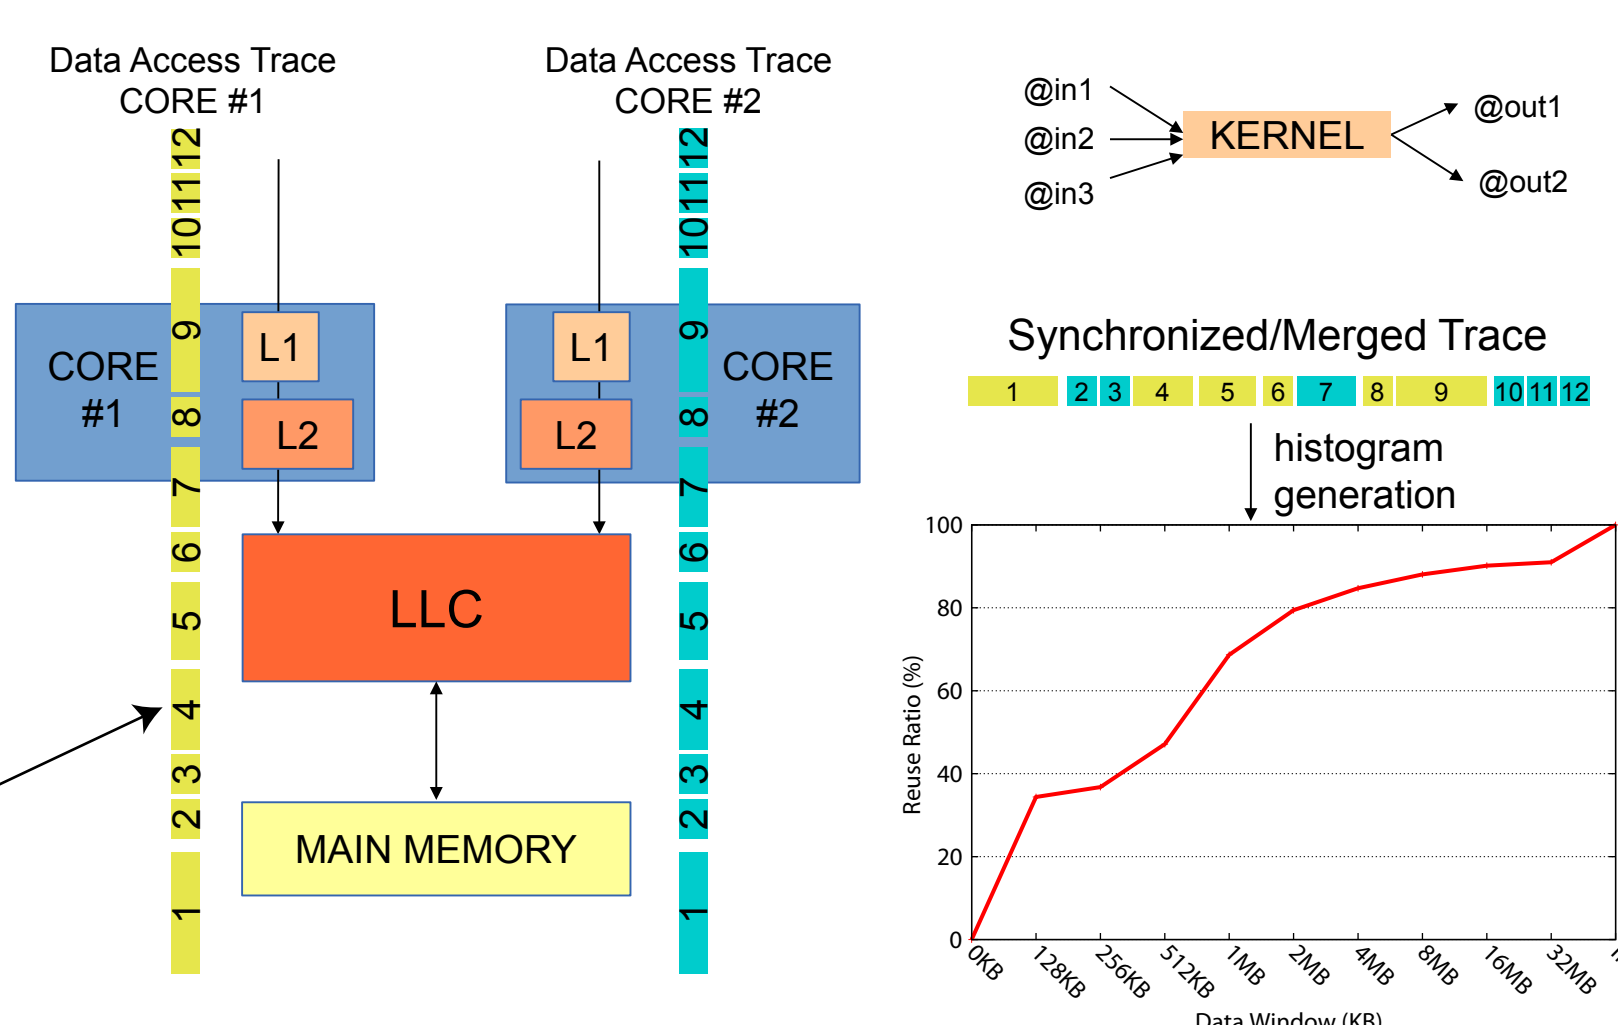 Data Access Trace
CORE #1
12
11
10
9
8
7
6
5
4
3
2
1
CORE
#1
L1
L2
Data Access Trace
CORE #2
12
11
10
9
8
7
6
5
4
3
2
1
L1
L2
CORE
#2
LLC
MAIN MEMORY
@in1
@in2
@in3
KERNEL
@out1
@out2
Synchronized/Merged Trace
1 2 3 4 5 6 7 8 9 10 11 12
histogram
generation
Reuse Ratio (%)
100
80
60
40
20
0
0KB 128KB 256KB 512KB 1MB 2MB 4MB 8MB 16MB 32MB
Data Window (KB)